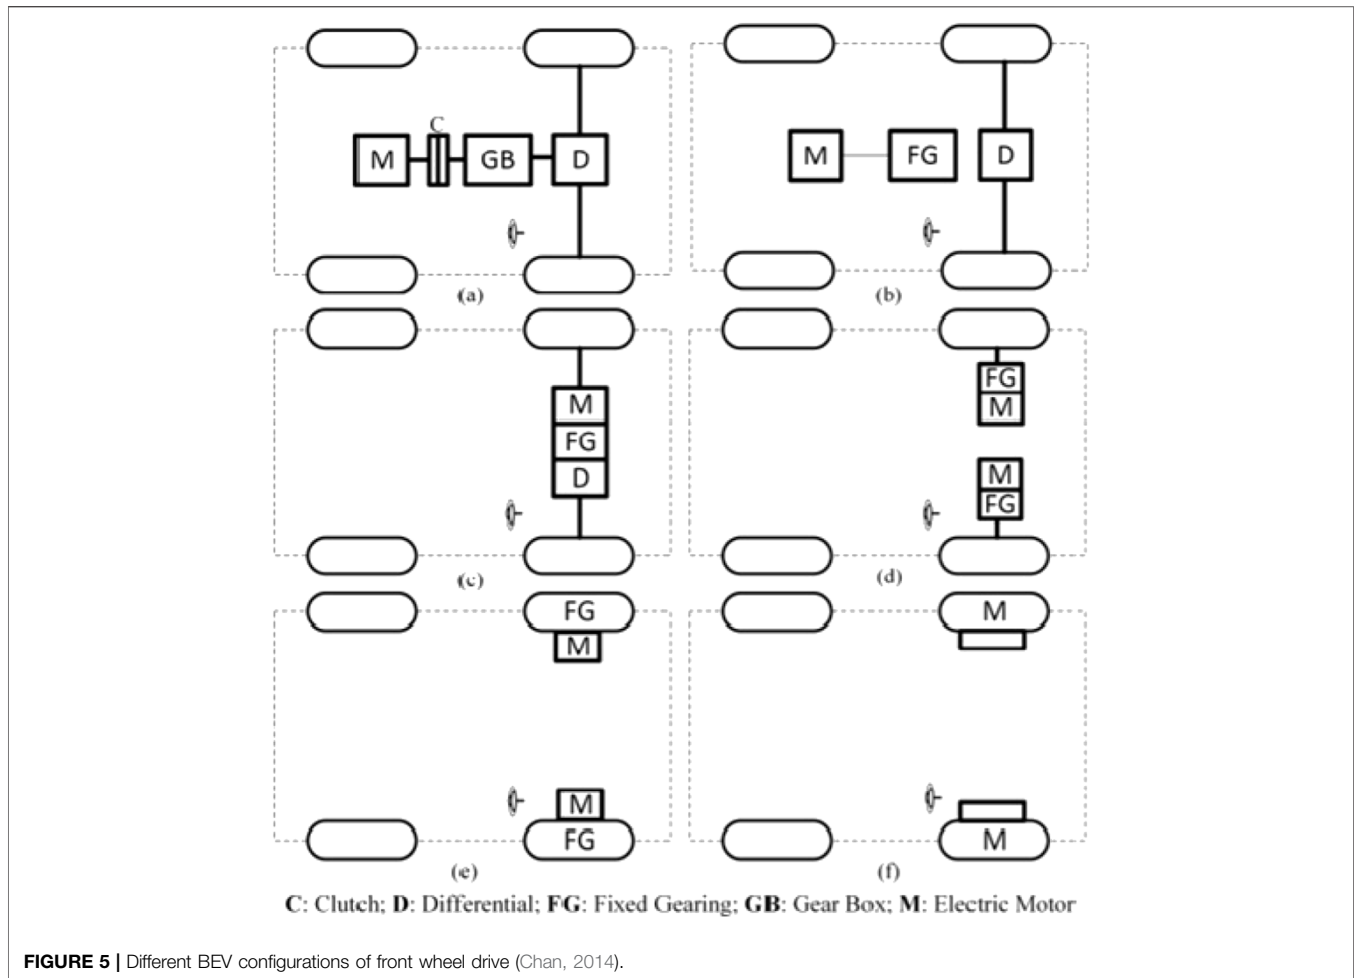 C
M GB D
(a)
M FG D
(b)
M
FG
D
(c)
FG
M
M
FG
(d)
FG
M
M
FG
(e)
M
M
(f)
C: Clutch; D: Differential; FG: Fixed Gearing; GB: Gear Box; M: Electric Motor
FIGURE 5 | Different BEV configurations of front wheel drive (Chan, 2014).